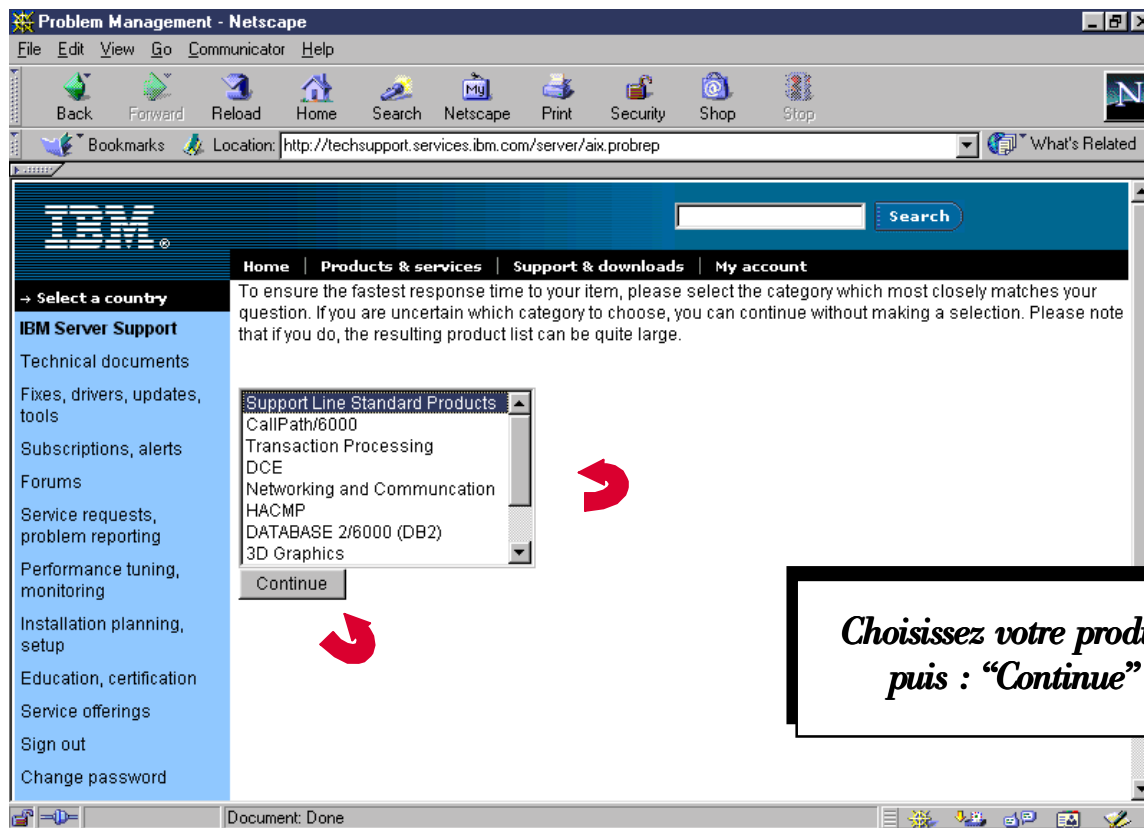 Problem Management - Netscape
File Edit View Go Communicator Help
Back Forward Reload Home Search Netscape Print Security Shop Stop
My
N
Bookmarks Location: http://techsupport.services.ibm.com/server/aix.probrep What's Related
IBM®
Search
Home | Products & services | Support & downloads | My account
→ Select a country
To ensure the fastest response time to your item, please select the category which most closely matches your
question. If you are uncertain which category to choose, you can continue without making a selection. Please note
that if you do, the resulting product list can be quite large.
IBM Server Support
Technical documents
Fixes, drivers, updates,
tools
Subscriptions, alerts
Forums
Service requests,
problem reporting
Performance tuning,
monitoring
Installation planning,
setup
Education, certification
Service offerings
Sign out
Change password
Support Line Standard Products
CallPath/6000
Transaction Processing
DCE
Networking and Communcation
HACMP
DATABASE 2/6000 (DB2)
3D Graphics
Continue
Choisissez votre
puis : “Continue”
Document: Done